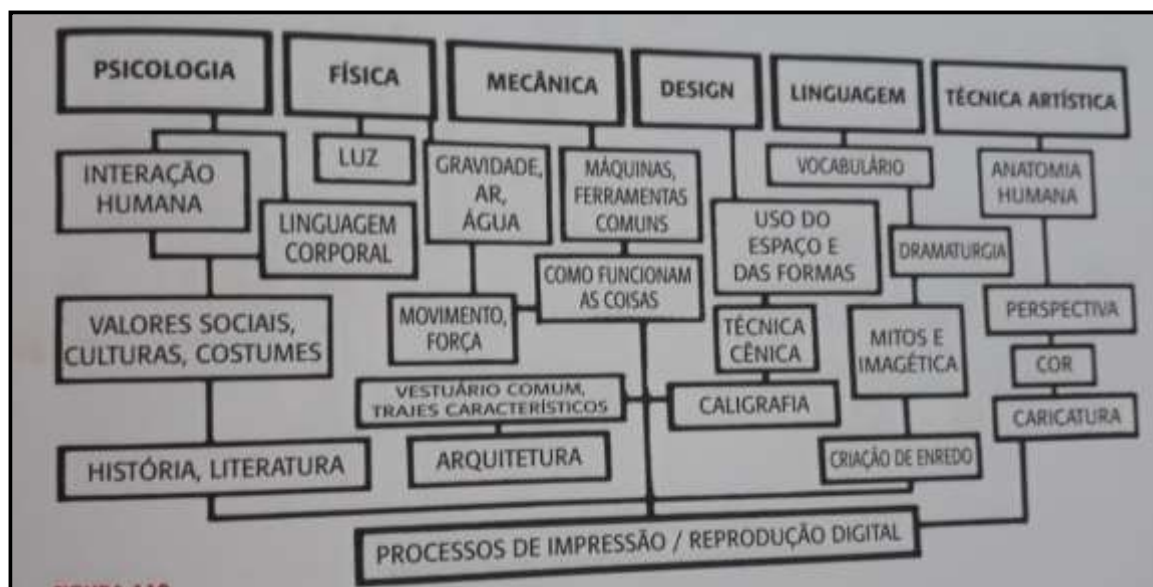 PSICOLOGIA
FÍSICA
MECÂNICA
DESIGN
LINGUAGEM
TÉCNICA ARTÍSTICA
INTERAÇÃO
HUMANA
LINGUAGEM
CORPORAL
LUZ
GRAVIDADE,
AR,
ÁGUA
MÁQUINAS,
FERRAMENTAS
COMUNS
USO DO
ESPAÇO E
DAS FORMAS
VOCABULÁRIO
DRAMATURGIA
ANATOMIA
HUMANA
VALORES SOCIAIS,
CULTURAS, COSTUMES
MOVIMENTO,
FORÇA
COMO FUNCIONAM
AS COISAS
TÉCNICA
CÊNICA
MITOS E
IMAGÉTICA
PERSPECTIVA
COR
VESTUÁRIO COMUM,
TRAJES CARACTERÍSTICOS
CALIGRAFIA
CARICATURA
HISTÓRIA, LITERATURA
ARQUITETURA
CRIAÇÃO DE ENREDO
PROCESSOS DE IMPRESSÃO / REPRODUÇÃO DIGITAL